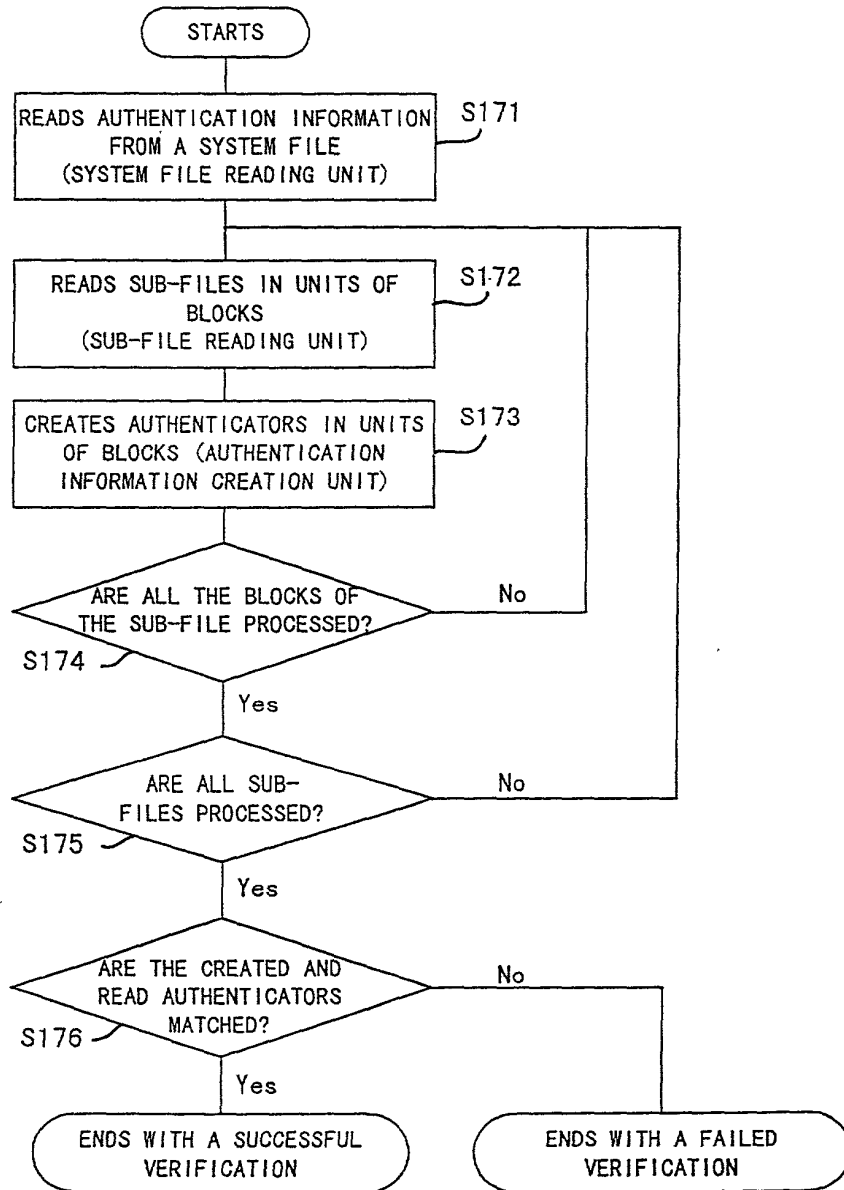 STARTS
READS AUTHENTICATION INFORMATION
FROM A SYSTEM FILE
(SYSTEM FILE READING UNIT)
S171
READS SUB-FILES IN UNITS OF
BLOCKS
(SUB-FILE READING UNIT)
S172
CREATES AUTHENTICATORS IN UNITS
OF BLOCKS (AUTHENTICATION
INFORMATION CREATION UNIT)
S173
ARE ALL THE BLOCKS OF
THE SUB-FILE PROCESSED?
No
S174
Yes
ARE ALL SUB-
FILES PROCESSED?
No
S175
Yes
ARE THE CREATED AND
READ AUTHENTICATORS
MATCHED?
No
S176
Yes
ENDS WITH A SUCCESSFUL
VERIFICATION
ENDS WITH A FAILED
VERIFICATION